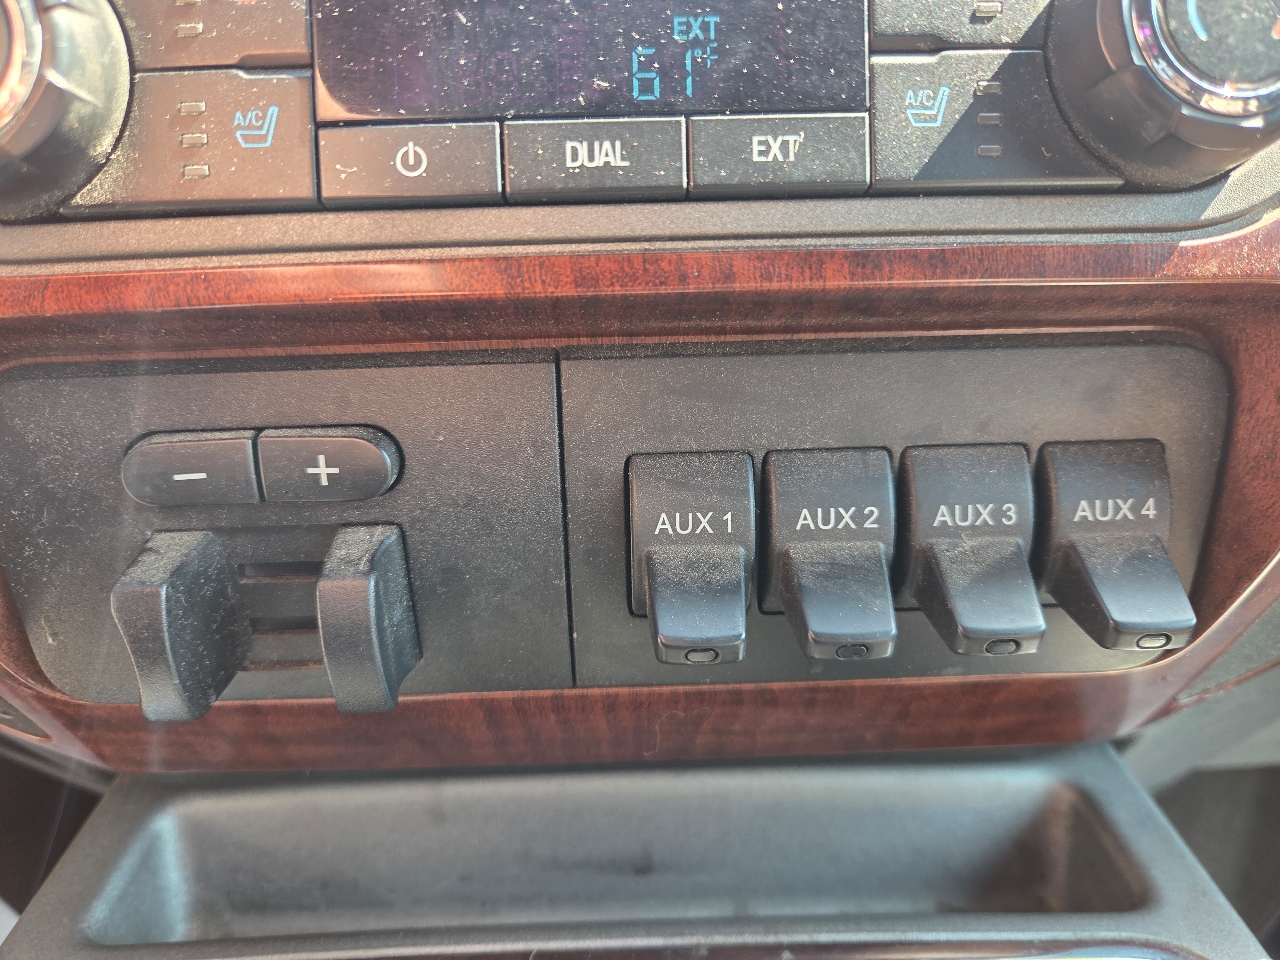 EXT
61°F
A/C
DUAL
EXT
A/C
- +
AUX 1
AUX 2
AUX 3
AUX 4